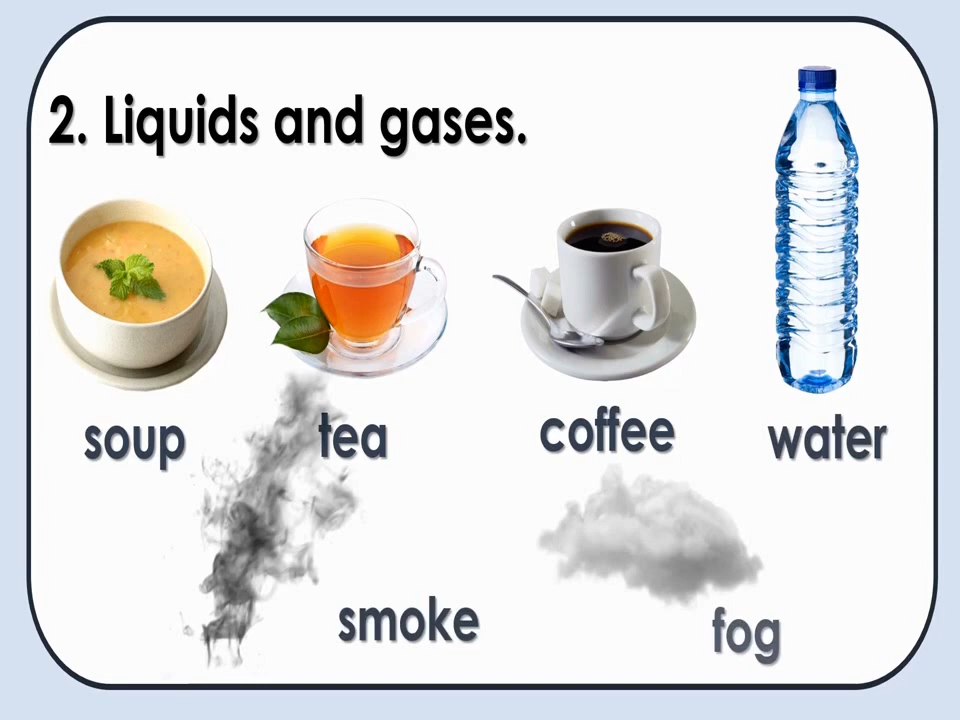 2. Liquids and gases.
soup
tea
coffee
water
smoke
fog